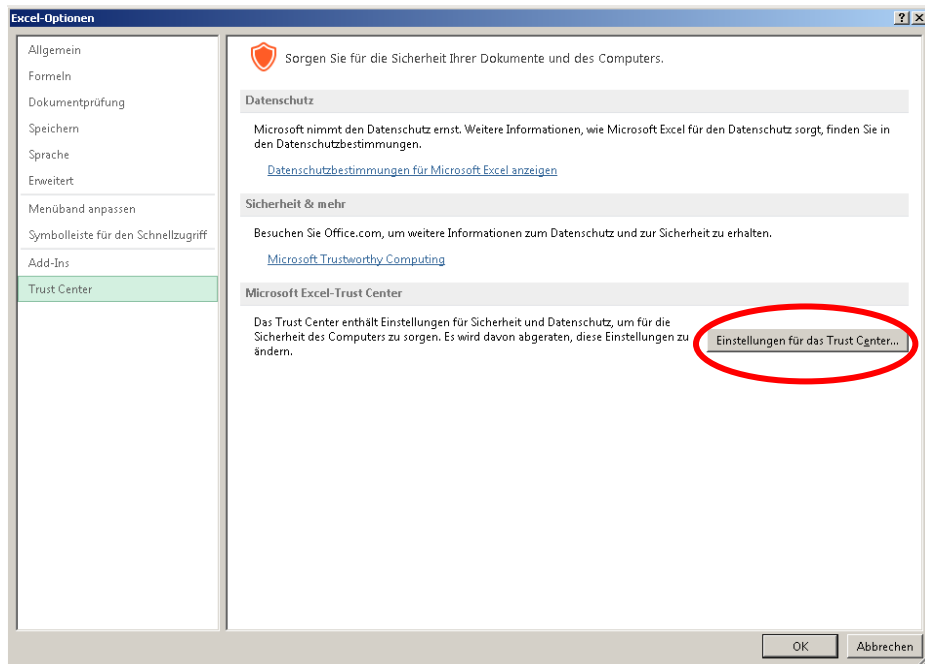 Excel-Optionen
Allgemein
Formeln
Dokumentprüfung
Speichern
Sprache
Erweitert
Menüband anpassen
Symbolleiste für den Schnellzugriff
Add-Ins
Trust Center
Sorgen Sie für die Sicherheit Ihrer Dokumente und des Computers.
Datenschutz
Microsoft nimmt den Datenschutz ernst. Weitere Informationen, wie Microsoft Excel für den Datenschutz sorgt, finden Sie in
den Datenschutzbestimmungen.
Datenschutzbestimmungen für Microsoft Excel anzeigen
Sicherheit & mehr
Besuchen Sie Office.com, um weitere Informationen zum Datenschutz und zur Sicherheit zu erhalten.
Microsoft Trustworthy Computing
Microsoft Excel-Trust Center
Das Trust Center enthält Einstellungen für Sicherheit und Datenschutz, um für die
Sicherheit des Computers zu sorgen. Es wird davon abgeraten, diese Einstellungen zu
ändern.
Einstellungen für das Trust Center...
OK
Abbrechen